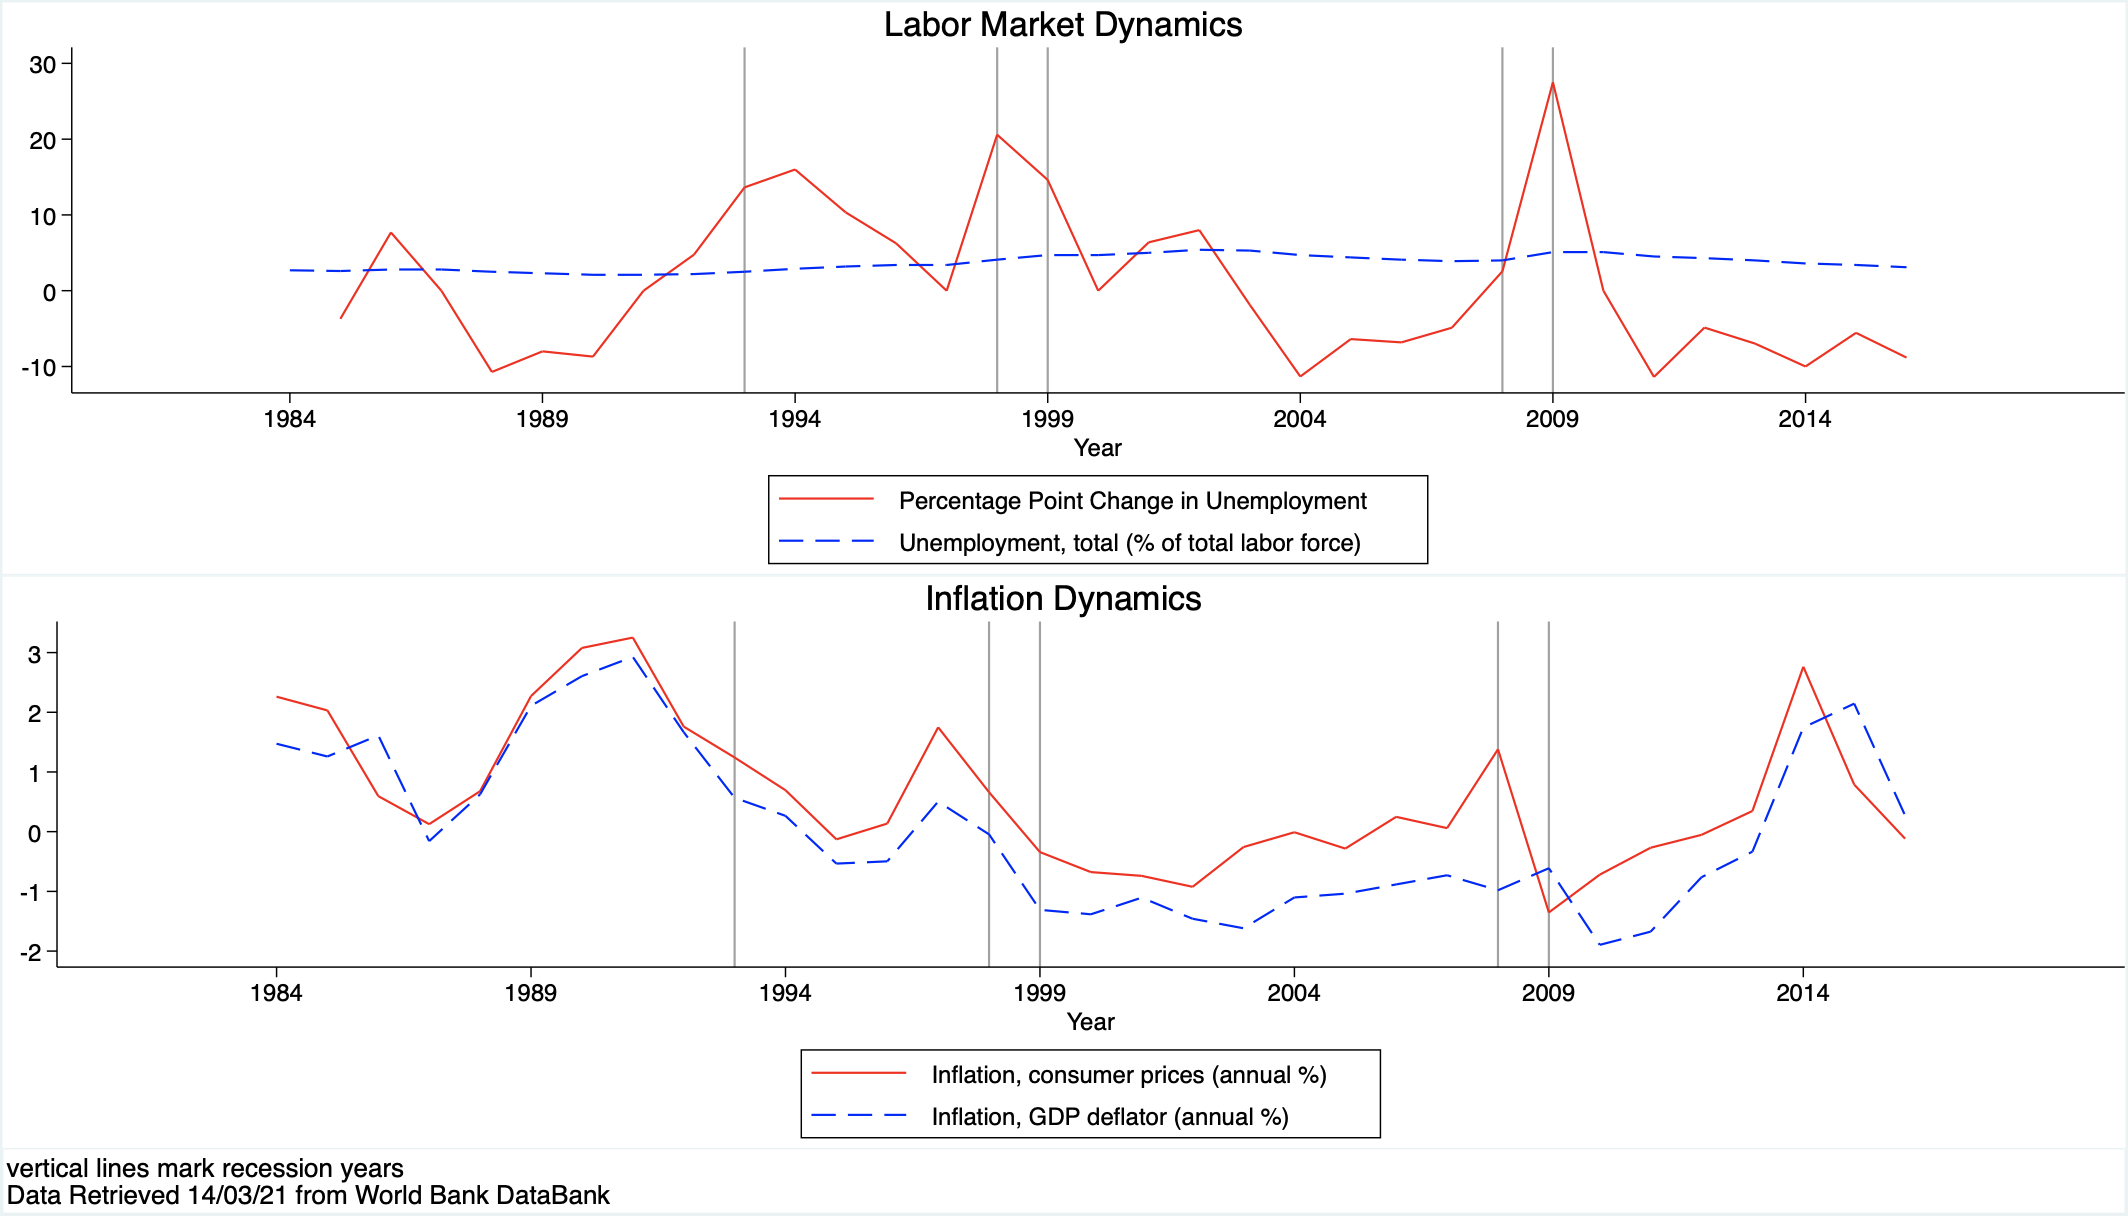 Labor Market Dynamics
30
20
10
0
-10
1984 1989 1994 1999 2004 2009 2014
Year
Percentage Point Change in Unemployment
Unemployment, total (% of total labor force)
Inflation Dynamics
3
2
1
0
-1
-2
1984 1989 1994 1999 2004 2009 2014
Year
Inflation, consumer prices (annual %)
Inflation, GDP deflator (annual %)
vertical lines mark recession years
Data Retrieved 14/03/21 from World Bank DataBank